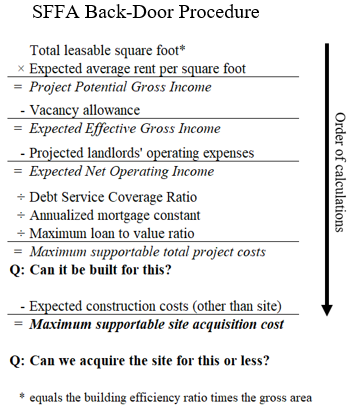 SFFA Back-Door Procedure
Total leasable square foot*
× Expected average rent per square foot
= Project Potential Gross Income
- Vacancy allowance
= Expected Effective Gross Income
- Projected landlords' operating expenses
= Expected Net Operating Income
÷ Debt Service Coverage Ratio
÷ Annualized mortgage constant
÷ Maximum loan to value ratio
= Maximum supportable total project costs
Q: Can it be built for this?
- Expected construction costs (other than site)
= Maximum supportable site acquisition cost
Q: Can we acquire the site for this or less?
* equals the building efficiency ratio times the gross area
Order of calculations